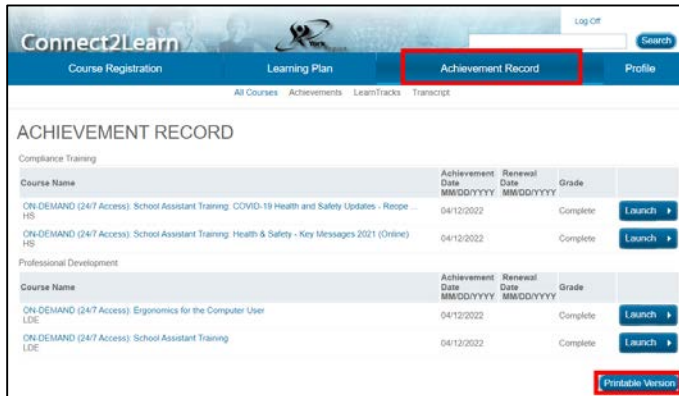 Log Off
Connect2Learn
York
Search
Course Registration Learning Plan Achievement Record Profile
All Courses Achievements LearnTracks Transcript
ACHIEVEMENT RECORD
Compliance Training
Course Name Achievement Date MM/DD/YYYY Renewal Date MM/DD/YYYY Grade
ON-DEMAND (24/7 Access): School Assistant Training: COVID-19 Health and Safety Updates - Reope ... 04/12/2022 Complete Launch
HS
ON-DEMAND (24/7 Access): School Assistant Training: Health & Safety - Key Messages 2021 (Online) 04/12/2022 Complete Launch
HS
Professional Development
Course Name Achievement Date MM/DD/YYYY Renewal Date MM/DD/YYYY Grade
ON-DEMAND (24/7 Access): Ergonomics for the Computer User 04/12/2022 Complete Launch
LDE
ON-DEMAND (24/7 Access): School Assistant Training 04/12/2022 Complete Launch
LDE
Printable Version